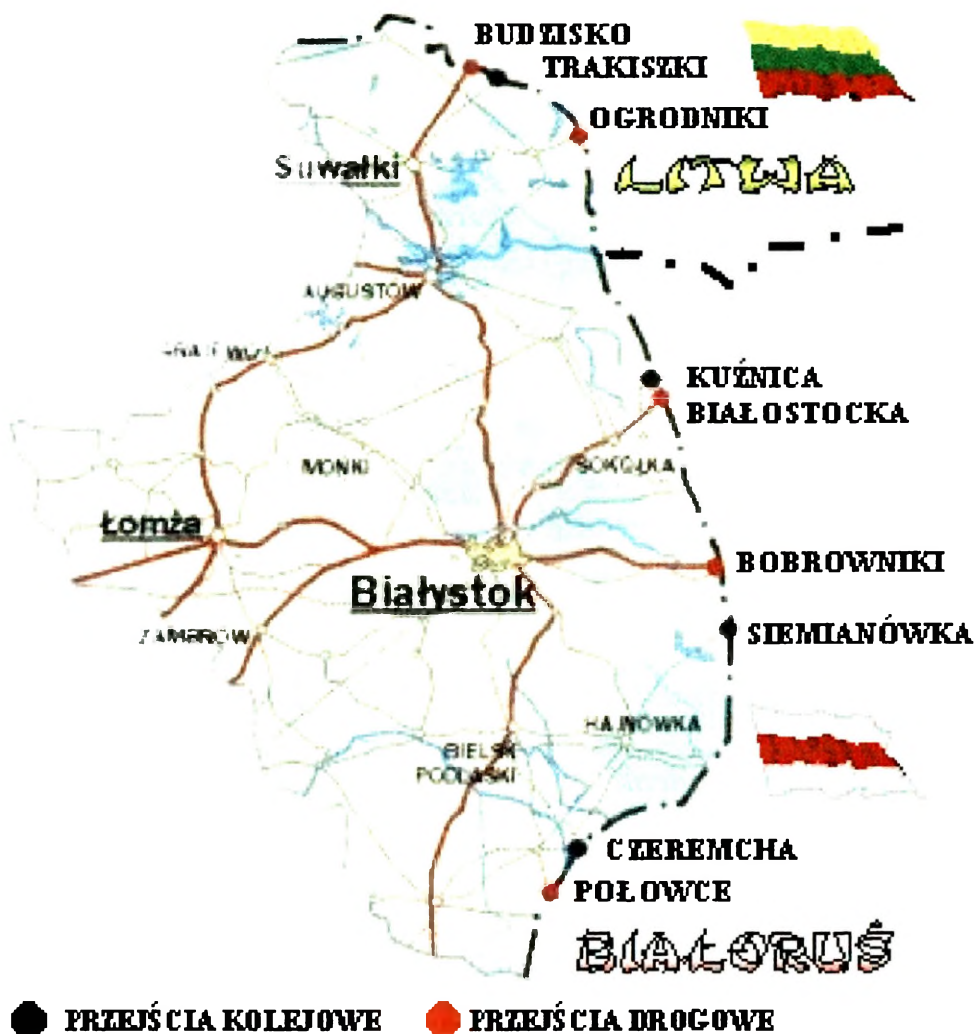 BUDZISKO
TRAKISZKI
OGRODNIKI
Suwałki
LITWA
AUGUSTÓW
KUŹNICA
BIAŁOSTOCKA
MONKI
SOKÓŁKA
Łomża
BOBROWNIKI
Białystok
SIEMIANÓWKA
ZAMBRÓW
HAJNÓWKA
BIELSK
PODLASKI
CZEREMCHA
POŁOWCE
BIAŁORUŚ
PRZEJŚCIA KOLEJOWE
PRZEJŚCIA DROGOWE